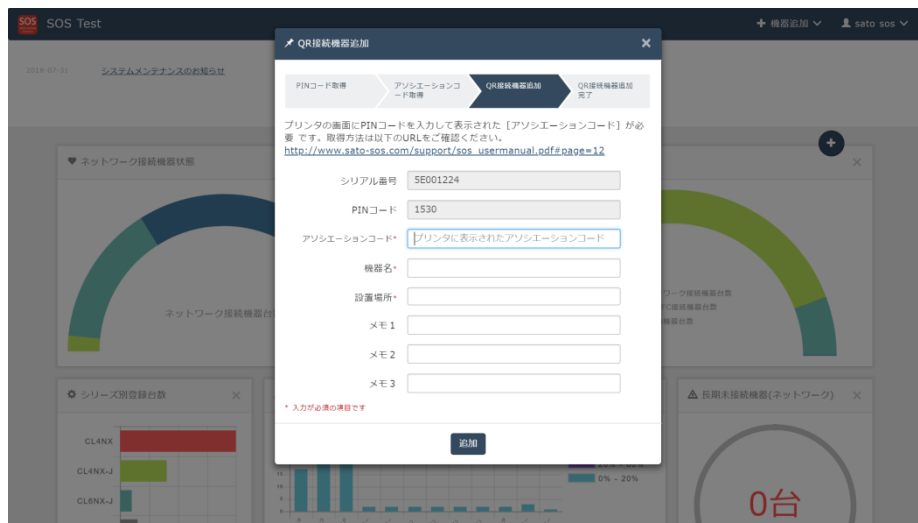 SOS
SOS Test
機器追加
sato sos
2018-07-31
システムメンテナンスのお知らせ
QR接続機器追加
PINコード取得
アソシエーションコ
ード取得
QR接続機器追加
QR接続機器追加
完了
プリンタの画面にPINコードを入力して表示された [アソシエーションコード] が必
要 です。取得方法は以下のURLをご確認ください。
http://www.sato-sos.com/support/sos_usermanual.pdf#page=12
シリアル番号
5E001224
PINコード
1530
アソシエーションコード*
プリンタに表示されたアソシエーションコード
機器名*
設置場所*
メモ 1
メモ 2
メモ 3
* 入力が必須の項目です
追加
ネットワーク接続機器状態
ネットワーク接続機器台
ワーク接続機器台数
接続機器台数
機器台数
シリーズ別登録台数
CL4NX
CL4NX-J
CL6NX-J
15
10
5
0
0% - 20%
長期未接続機器(ネットワーク)
0台